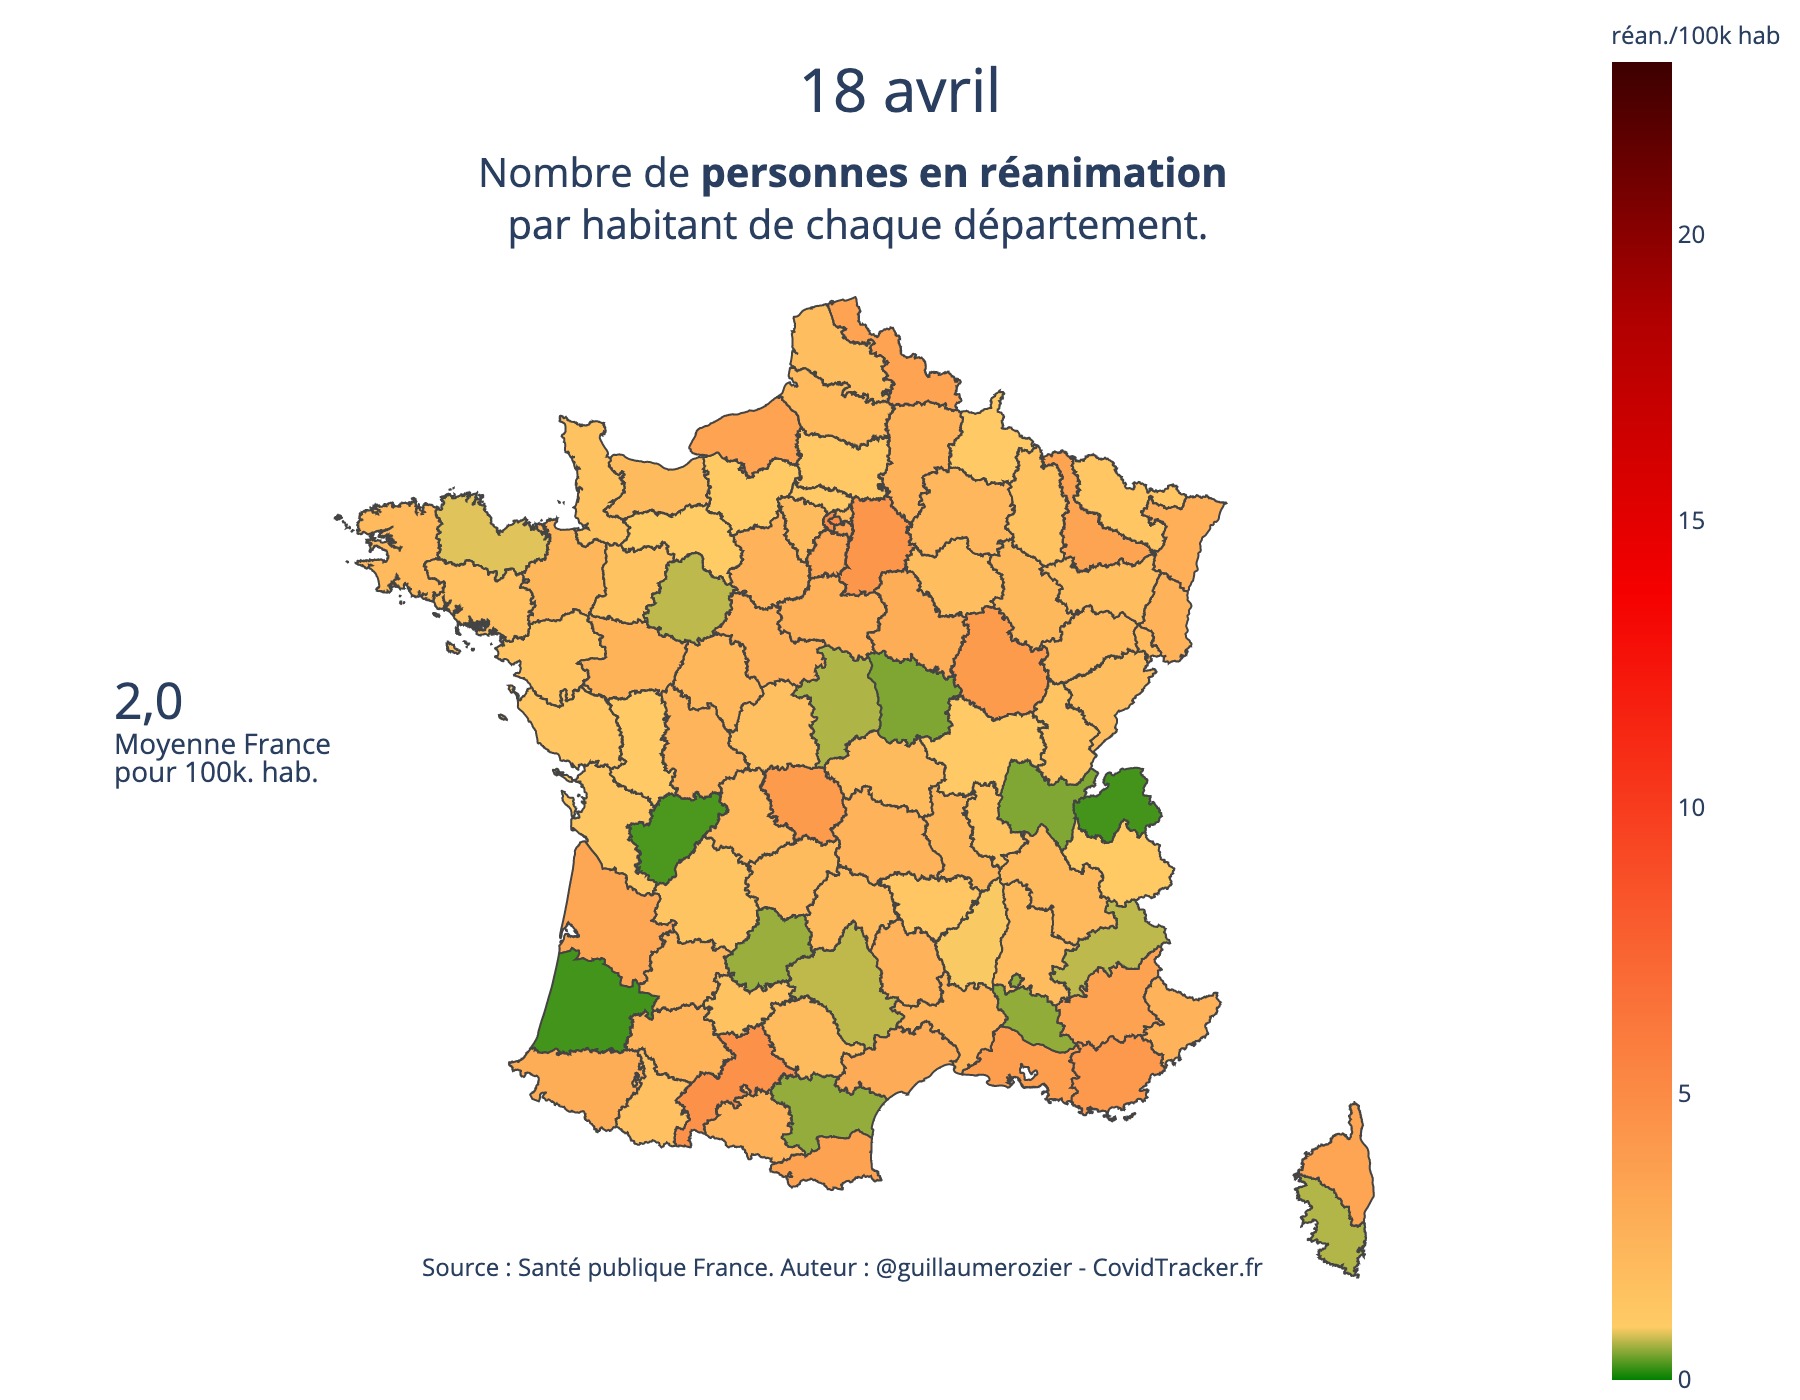 réan./100k hab
18 avril
Nombre de personnes en réanimation
par habitant de chaque département.
20
15
10
5
0
2,0
Moyenne France
pour 100k. hab.
Source : Santé publique France. Auteur : @guillaumerozier - CovidTracker.fr